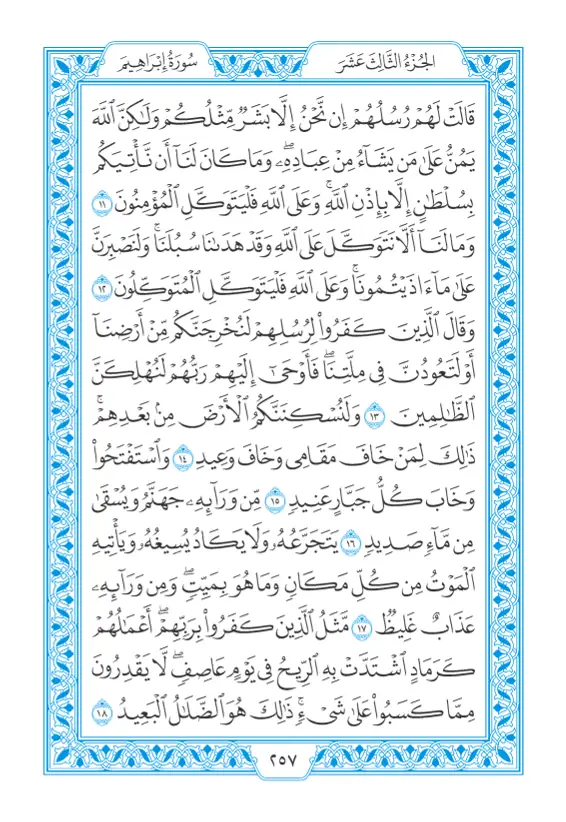 الجُزْءُ الثَّالِثَ عَشَرَ
سُورَةُ إِبْرَاهِيمَ
قَالَتْ لَهُمْ رُسُلُهُمْ إِن نَّحْنُ إِلَّا بَشَرٌ مِّثْلُكُمْ وَلَٰكِنَّ ٱللَّهَ
يَمُنُّ عَلَىٰ مَن يَشَآءُ مِنْ عِبَادِهِۦۖ وَمَا كَانَ لَنَآ أَن نَّأْتِيَكُم
بِسُلْطَٰنٍ إِلَّا بِإِذْنِ ٱللَّهِۚ وَعَلَى ٱللَّهِ فَلْيَتَوَكَّلِ ٱلْمُؤْمِنُونَ ١١
وَمَا لَنَآ أَلَّا نَتَوَكَّلَ عَلَى ٱللَّهِ وَقَدْ هَدَىٰنَا سُبُلَنَاۚ وَلَنَصْبِرَنَّ
عَلَىٰ مَآ ءَاذَيْتُمُونَاۚ وَعَلَى ٱللَّهِ فَلْيَتَوَكَّلِ ٱلْمُتَوَكِّلُونَ ١٢
وَقَالَ ٱلَّذِينَ كَفَرُوا۟ لِرُسُلِهِمْ لَنُخْرِجَنَّكُم مِّنْ أَرْضِنَآ
أَوْ لَتَعُودُنَّ فِى مِلَّتِنَاۖ فَأَوْحَىٰٓ إِلَيْهِمْ رَبُّهُمْ لَنُهْلِكَنَّ
ٱلظَّٰلِمِينَ ١٣ وَلَنُسْكِنَنَّكُمُ ٱلْأَرْضَ مِنۢ بَعْدِهِمْۚ
ذَٰلِكَ لِمَنْ خَافَ مَقَامِى وَخَافَ وَعِيدِ ١٤ وَٱسْتَفْتَحُوا۟
وَخَابَ كُلُّ جَبَّارٍ عَنِيدٍ ١٥ مِّن وَرَآئِهِۦ جَهَنَّمُ وَيُسْقَىٰ
مِن مَّآءٍ صَدِيدٍ ١٦ يَتَجَرَّعُهُۥ وَلَا يَكَادُ يُسِيغُهُۥ وَيَأْتِيهِ
ٱلْمَوْتُ مِن كُلِّ مَكَانٍ وَمَا هُوَ بِمَيِّتٍۖ وَمِن وَرَآئِهِۦ
عَذَابٌ غَلِيظٌ ١٧ مَّثَلُ ٱلَّذِينَ كَفَرُوا۟ بِرَبِّهِمْۖ أَعْمَٰلُهُمْ
كَرَمَادٍ ٱشْتَدَّتْ بِهِ ٱلرِّيحُ فِى يَوْمٍ عَاصِفٍۖ لَّا يَقْدِرُونَ
مِمَّا كَسَبُوا۟ عَلَىٰ شَىْءٍۚ ذَٰلِكَ هُوَ ٱلضَّلَٰلُ ٱلْبَعِيدُ ١٨
٢٥٧